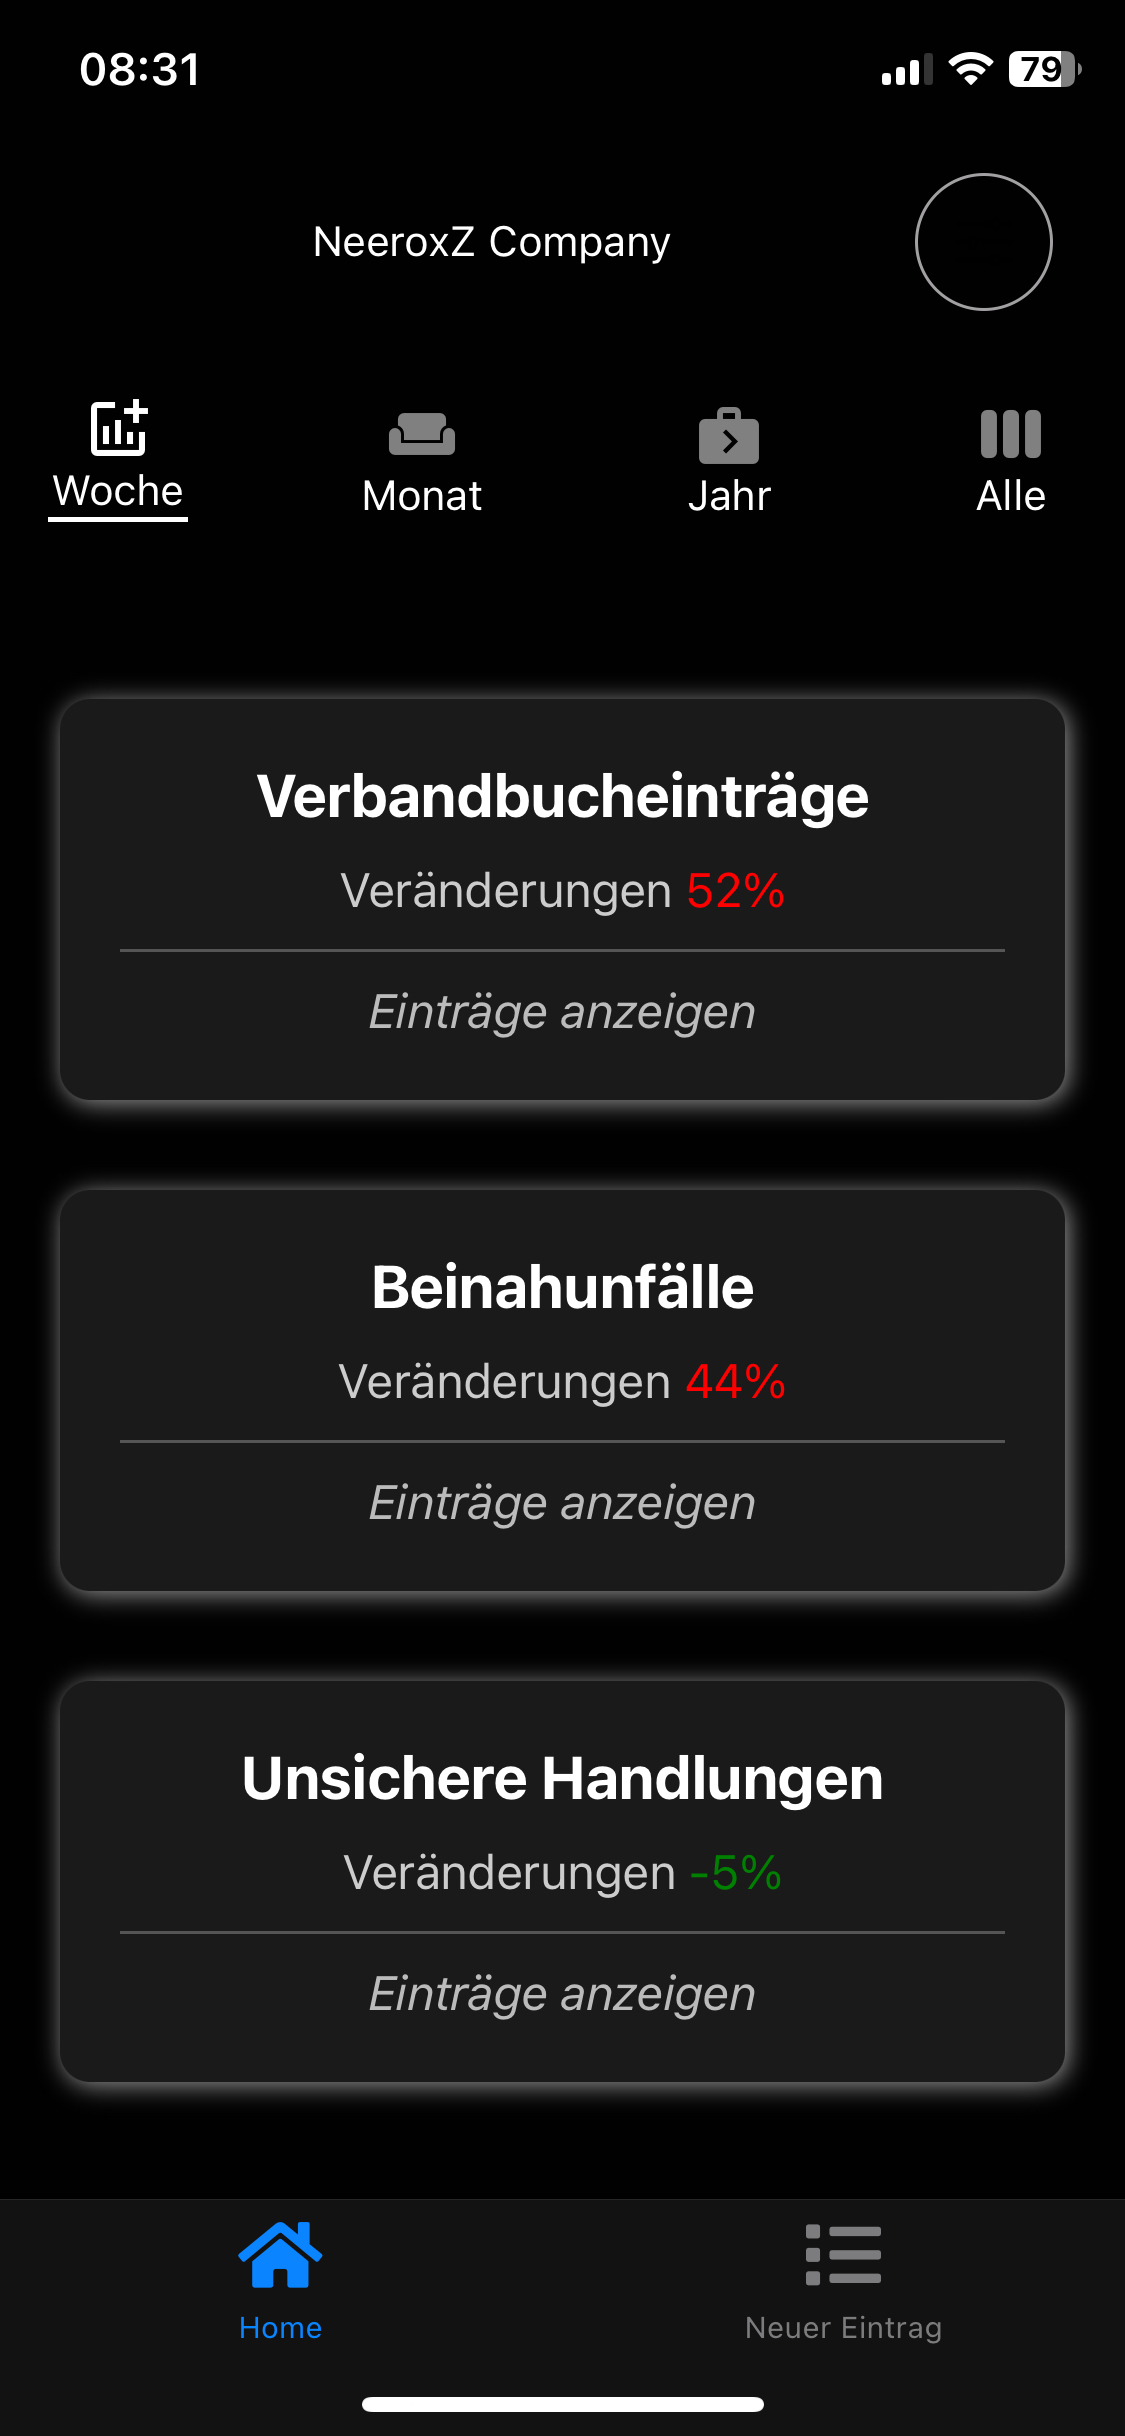 08:31
79
NeeroxZ Company
Woche
Monat
Jahr
Alle
Verbandbucheinträge
Veränderungen 52%
Einträge anzeigen
Beinahunfälle
Veränderungen 44%
Einträge anzeigen
Unsichere Handlungen
Veränderungen -5%
Einträge anzeigen
Home
Neuer Eintrag